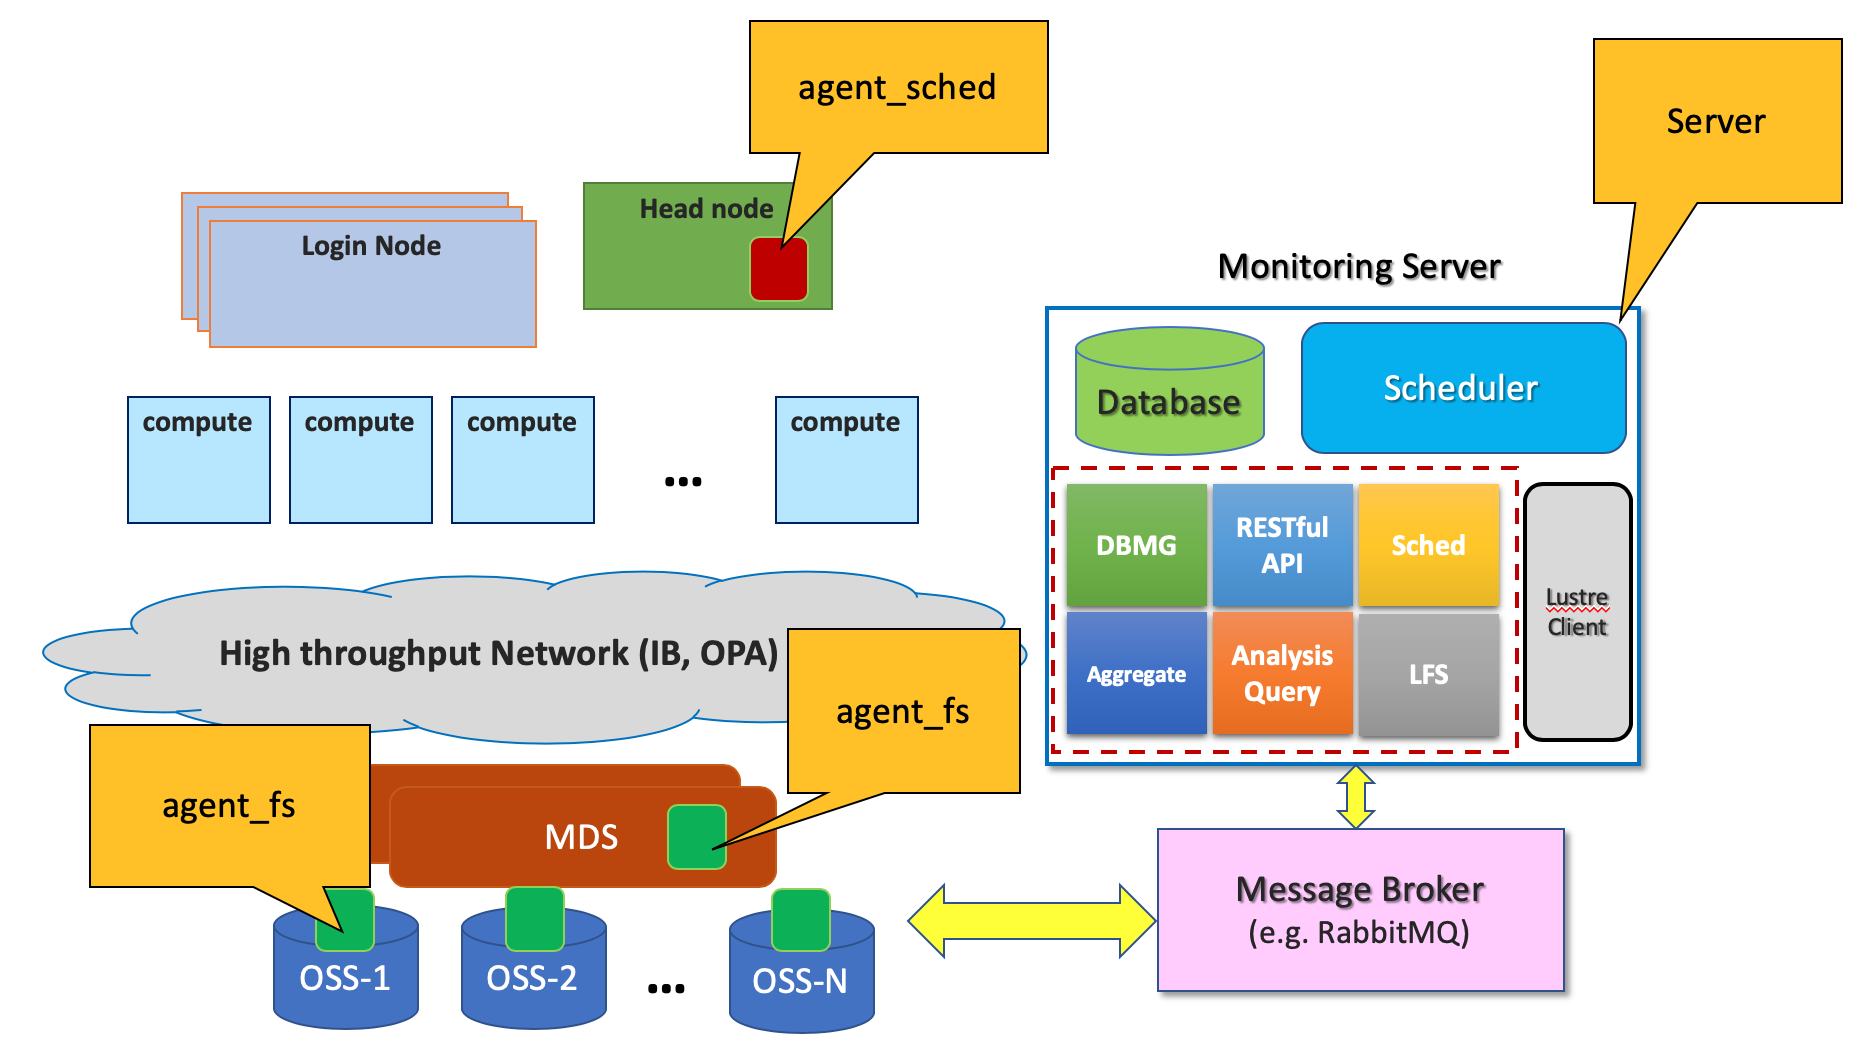 agent_sched
Server
Head node
Login Node
Monitoring Server
Database
Scheduler
compute
compute
compute
...
compute
DBMG
RESTful
API
Sched
Lustre
Client
Aggregate
Analysis
Query
LFS
High throughput Network (IB, OPA)
agent_fs
agent_fs
MDS
Message Broker
(e.g. RabbitMQ)
OSS-1
OSS-2
...
OSS-N